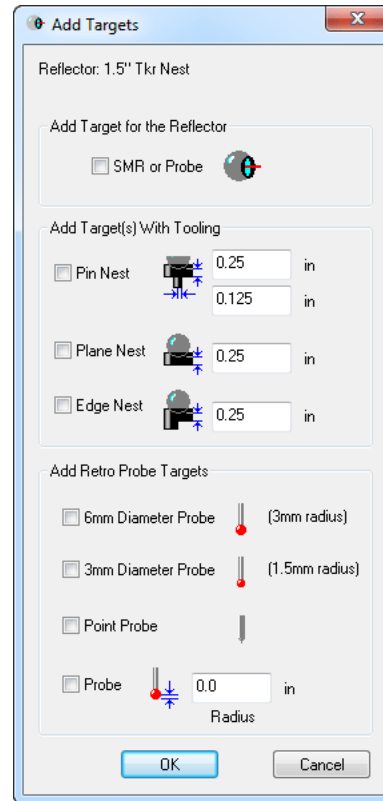 Add Targets
Reflector: 1.5" Tkr Nest
Add Target for the Reflector
SMR or Probe
Add Target(s) With Tooling
Pin Nest 0.25 in
0.125 in
Plane Nest 0.25 in
Edge Nest 0.25 in
Add Retro Probe Targets
6mm Diameter Probe (3mm radius)
3mm Diameter Probe (1.5mm radius)
Point Probe
Probe 0.0 in
Radius
OK Cancel